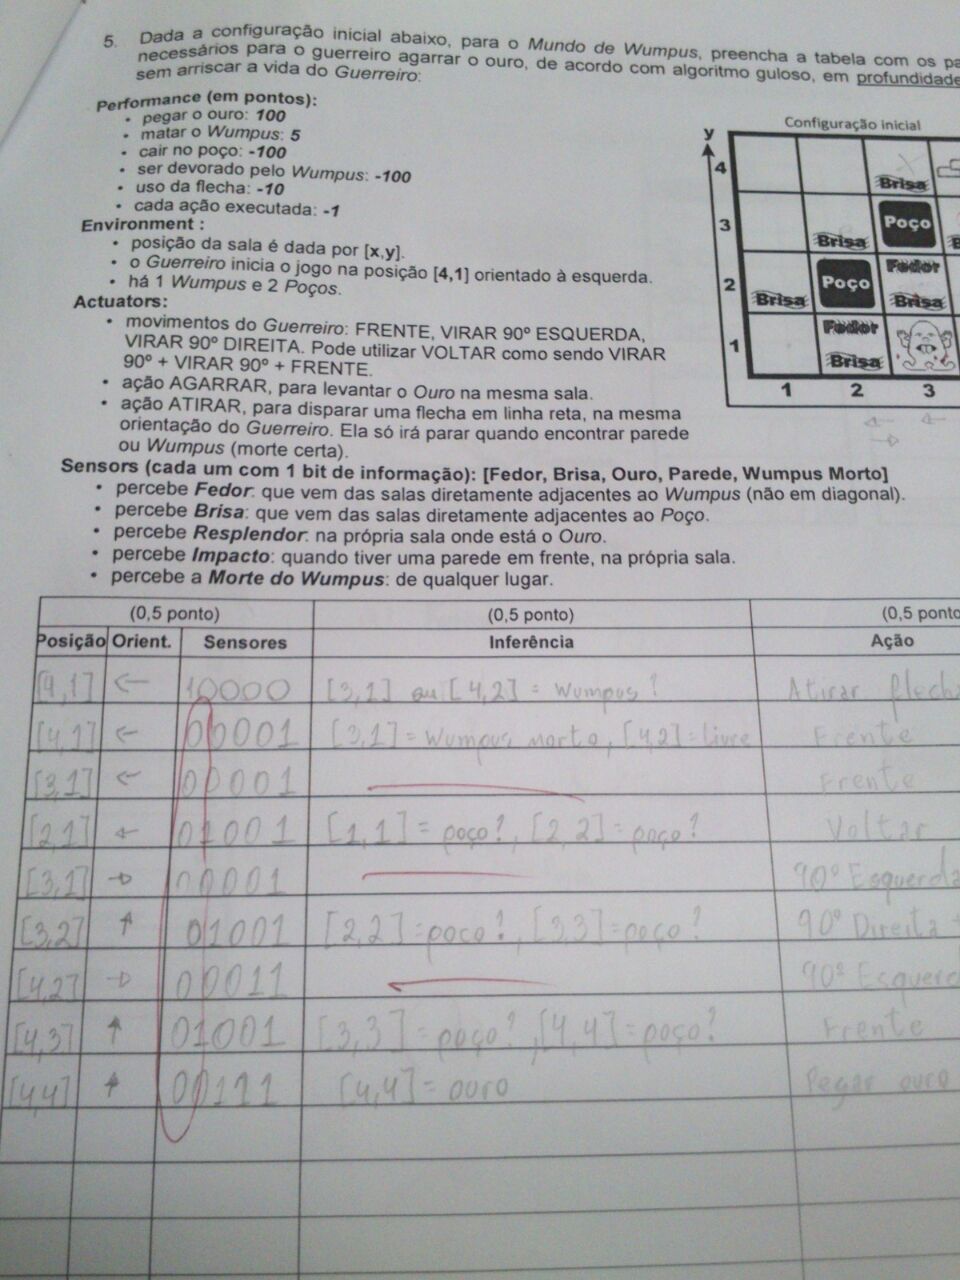 5. Dada a configuração inicial abaixo, para o Mundo de Wumpus, preencha a tabela com os
necessários para o guerreiro agarrar o ouro, de acordo com algoritmo guloso, em profundidade
sem arriscar a vida do Guerreiro:
Performance (em pontos):
• pegar o ouro: 100
• matar o Wumpus: 5
• cair no poço: -100
• ser devorado pelo Wumpus: -100
• uso da flecha: -10
• cada ação executada: -1
Environment :
• posição da sala é dada por [x,y].
• o Guerreiro inicia o jogo na posição [4,1] orientado à esquerda.
• há 1 Wumpus e 2 Poços.
Actuators:
• movimentos do Guerreiro: FRENTE, VIRAR 90º ESQUERDA,
VIRAR 90º DIREITA. Pode utilizar VOLTAR como sendo VIRAR
90º + VIRAR 90º + FRENTE.
• ação AGARRAR, para levantar o Ouro na mesma sala.
• ação ATIRAR, para disparar uma flecha em linha reta, na mesma
orientação do Guerreiro. Ela só irá parar quando encontrar parede
ou Wumpus (morte certa).
Configuração inicial
y
4 Brisa
3 Brisa Poço
2 Brisa Poço Fedor Brisa
1 Fedor Brisa
1 2 3
Sensors (cada um com 1 bit de informação): [Fedor, Brisa, Ouro, Parede, Wumpus Morto]
• percebe Fedor: que vem das salas diretamente adjacentes ao Wumpus (não em diagonal).
• percebe Brisa: que vem das salas diretamente adjacentes ao Poço.
• percebe Resplendor: na própria sala onde está o Ouro.
• percebe Impacto: quando tiver uma parede em frente, na própria sala.
• percebe a Morte do Wumpus: de qualquer lugar.
(0,5 ponto) (0,5 ponto) (0,5 ponto
Posição Orient. Sensores Inferência Ação
[4,1] ← 10000 [3,1] ou [4,2] = Wumpus? Atirar flecha
[4,1] ← 00001 [3,1] = Wumpus morto, [4,2] = livre Frente
[3,1] ← 00001 Frente
[2,1] ← 01001 [1,1] = poço?, [2,2] = poço? Voltar
[3,1] → 00001 90º Esquerda
[3,2] ↑ 01001 [2,2] = poço?, [3,3] = poço? 90º Direita +
[4,2] → 00011 90º Esquerd
[4,3] ↑ 01001 [3,3] = poço?, [4,4] = poço? Frente
[4,4] ↑ 00111 [4,4] = ouro Pegar ouro